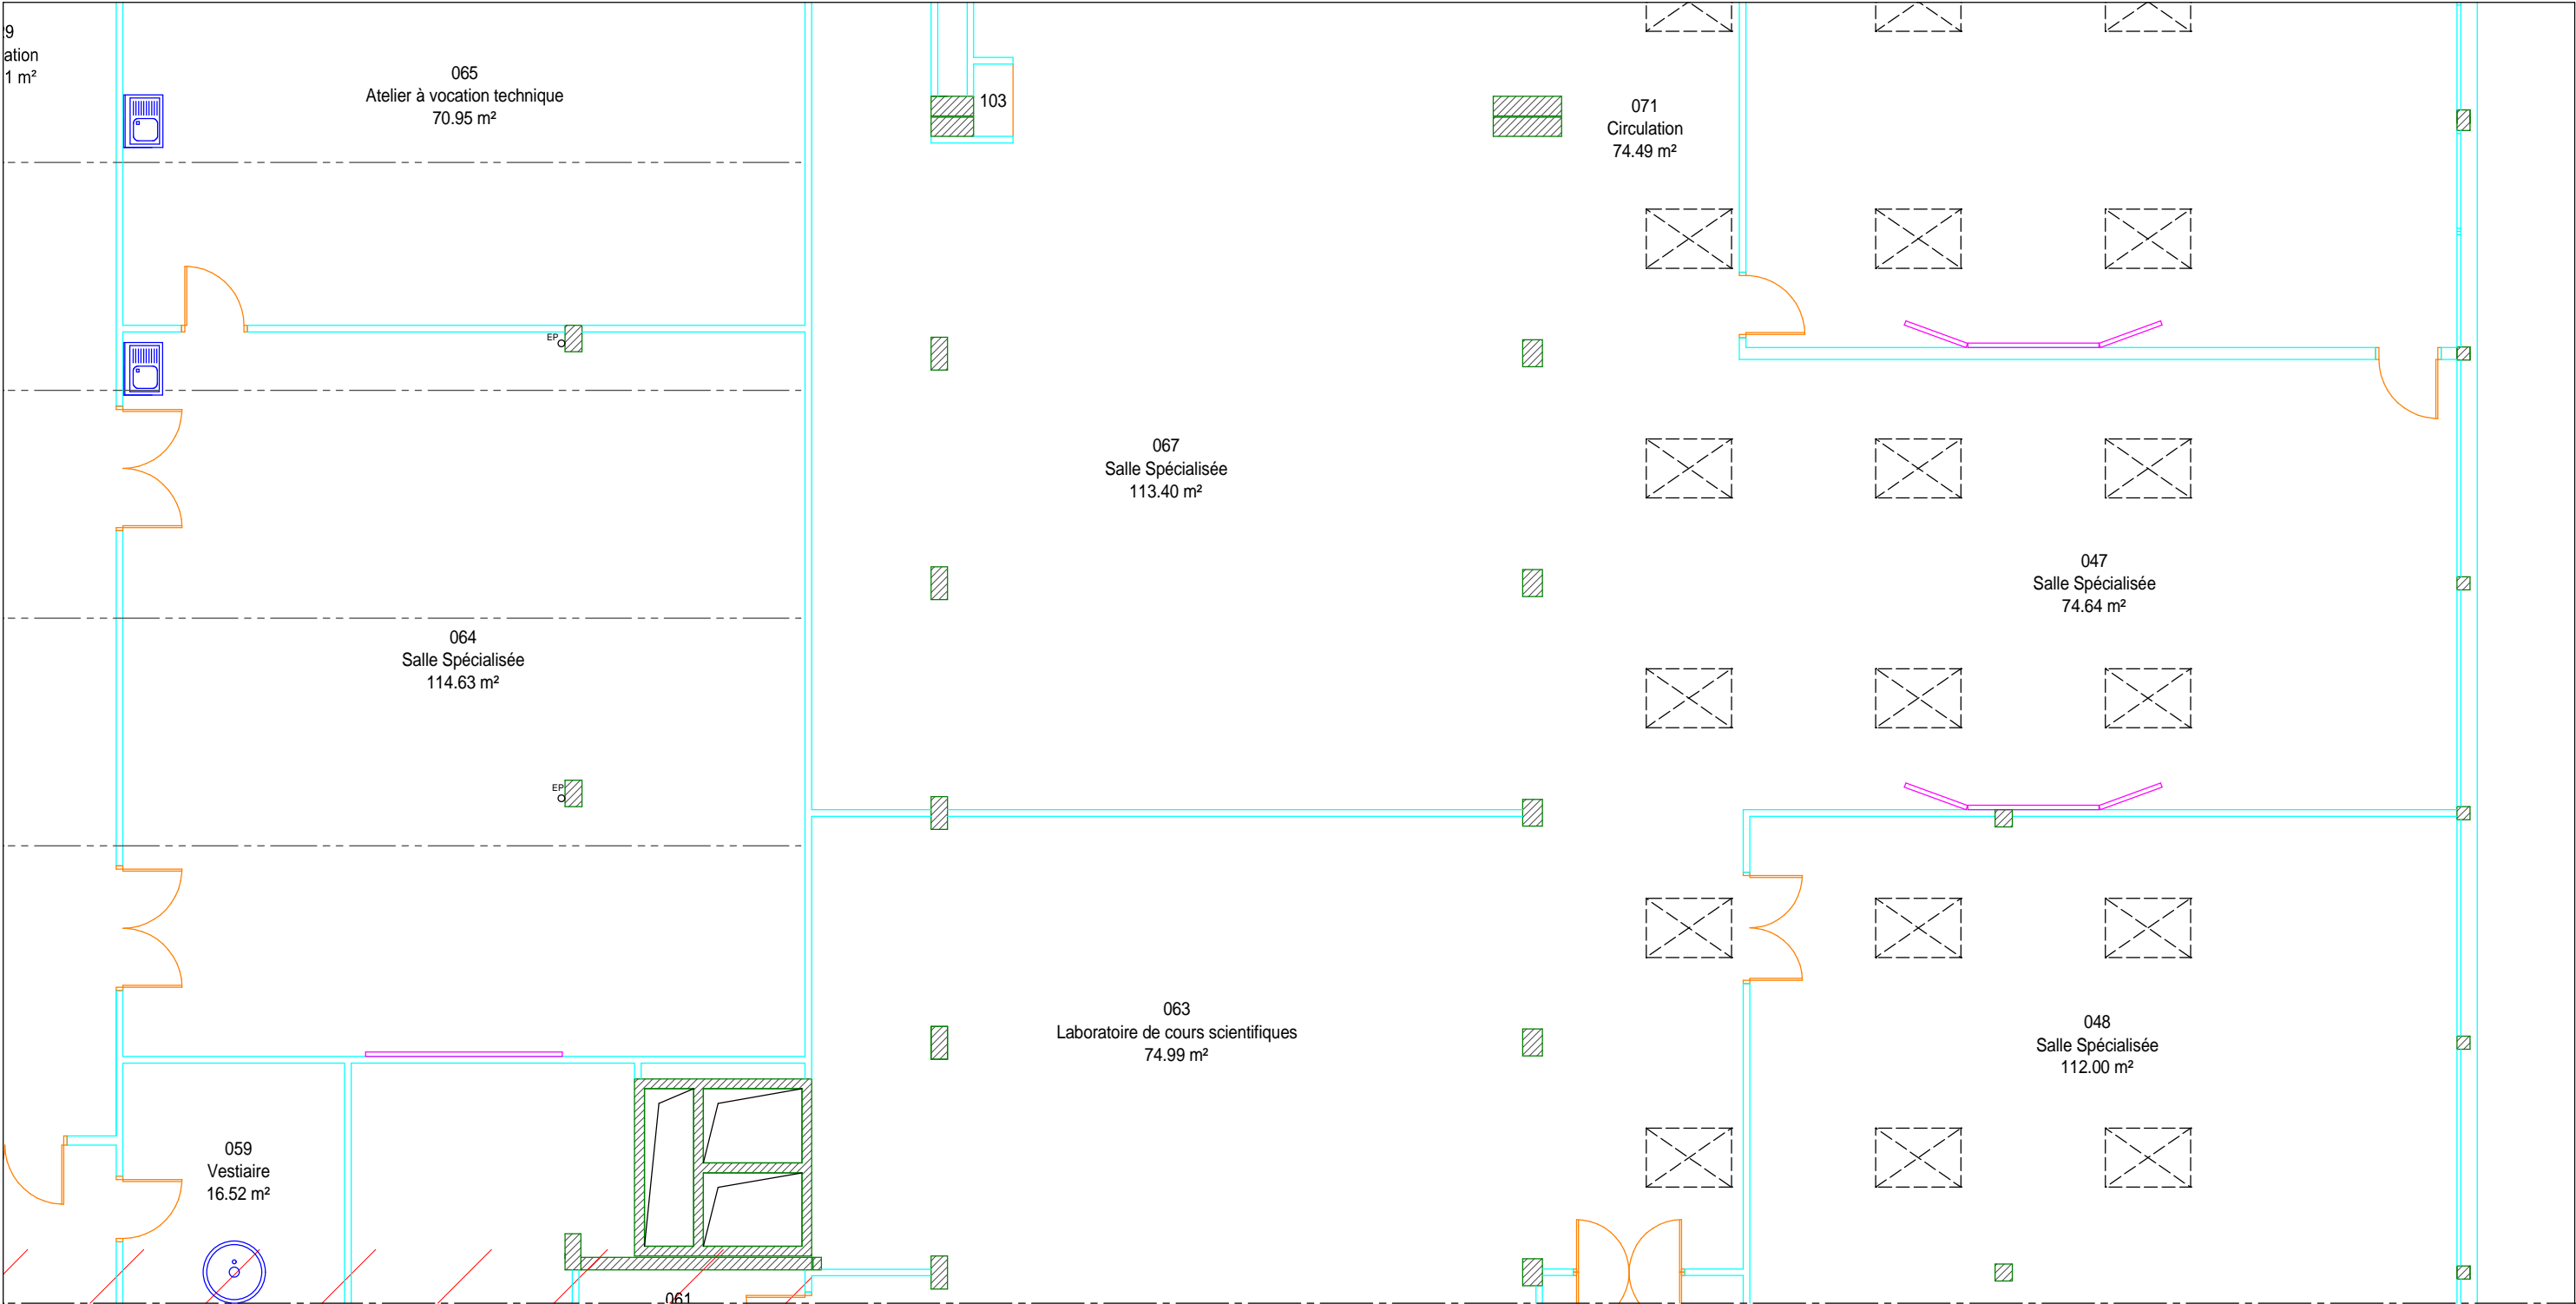 ation
1 m²
065
Atelier à vocation technique
70.95 m²
103
071
Circulation
74.49 m²
EP
067
Salle Spécialisée
113.40 m²
047
Salle Spécialisée
74.64 m²
064
Salle Spécialisée
114.63 m²
EP
063
Laboratoire de cours scientifiques
74.99 m²
048
Salle Spécialisée
112.00 m²
059
Vestiaire
16.52 m²
061